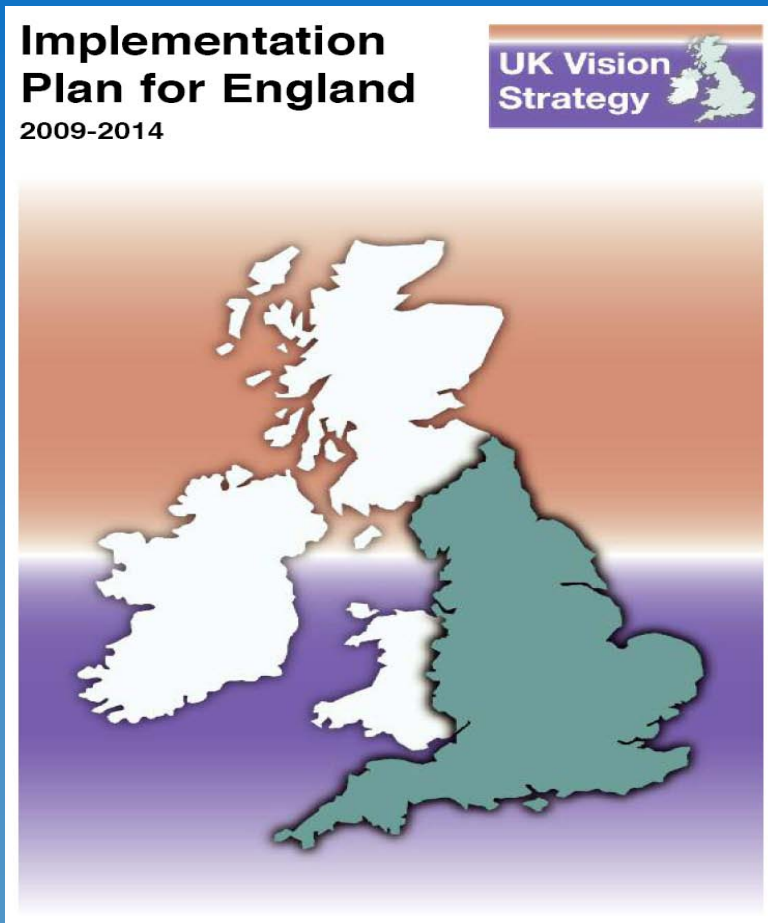 Implementation
Plan for England
2009-2014
UK Vision
Strategy